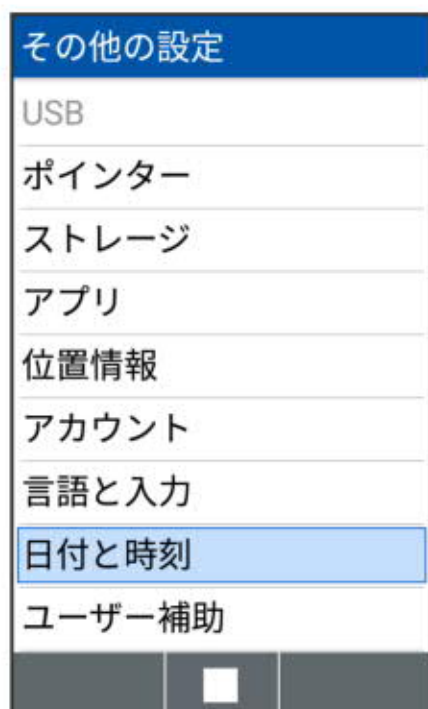 その他の設定
USB
ポインター
ストレージ
アプリ
位置情報
アカウント
言語と入力
日付と時刻
ユーザー補助